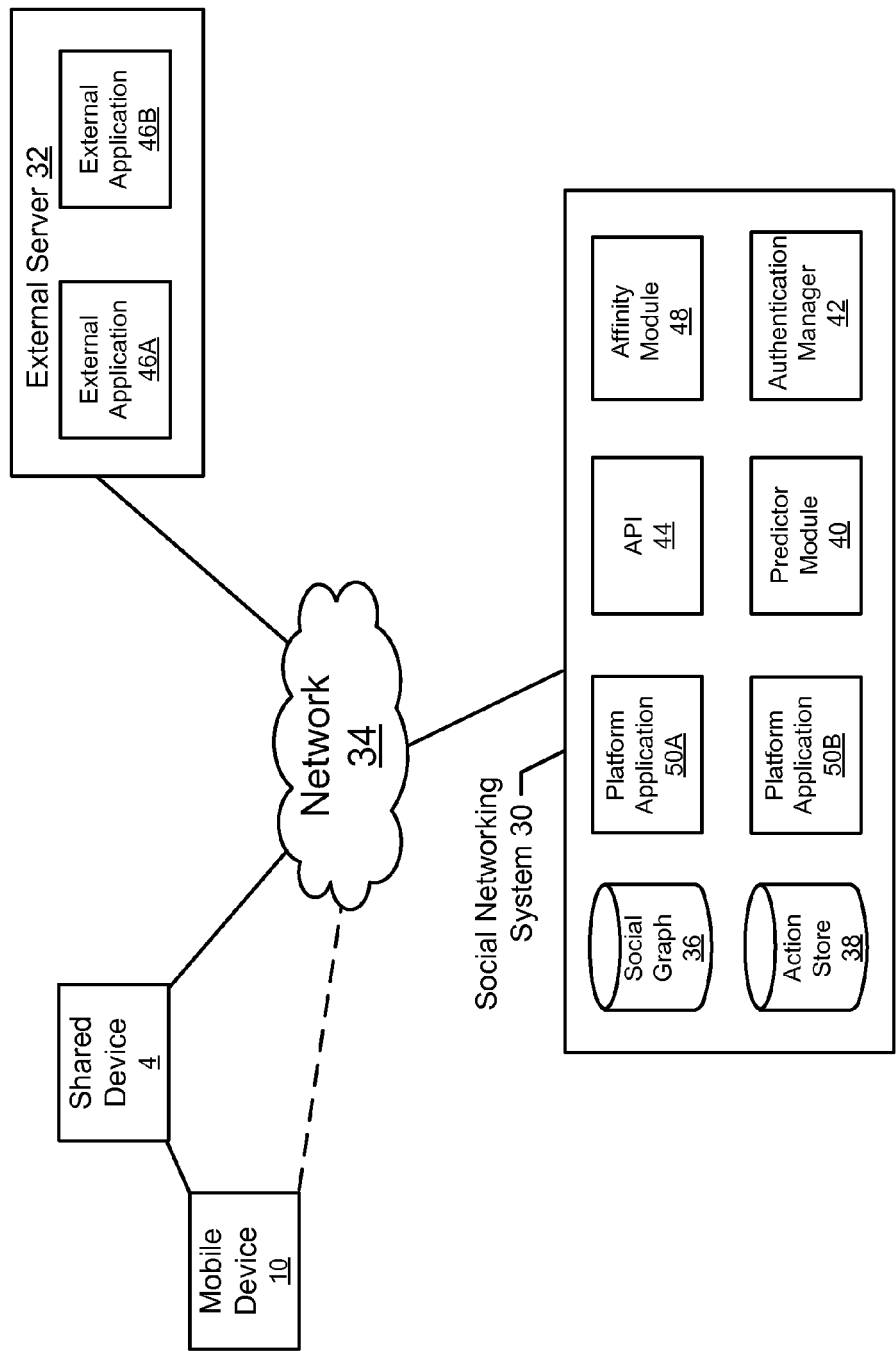 Shared
Device
4
Mobile
Device
10
Network
34
External Server 32
External
Application
46A
External
Application
46B
Social Networking
System 30
Social
Graph
36
Platform
Application
50A
API
44
Affinity
Module
48
Action
Store
38
Platform
Application
50B
Predictor
Module
40
Authentication
Manager
42